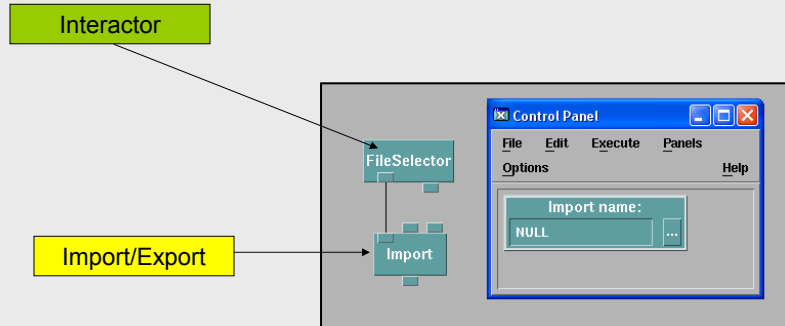 Interactor
Control Panel
File Edit Execute Panels
Options Help
FileSelector
Import name:
NULL
...
Import/Export
Import